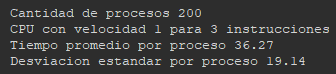 Cantidad de procesos 200
CPU con velocidad 1 para 3 instrucciones
Tiempo promedio por proceso 36.27
Desviacion estandar por proceso 19.14